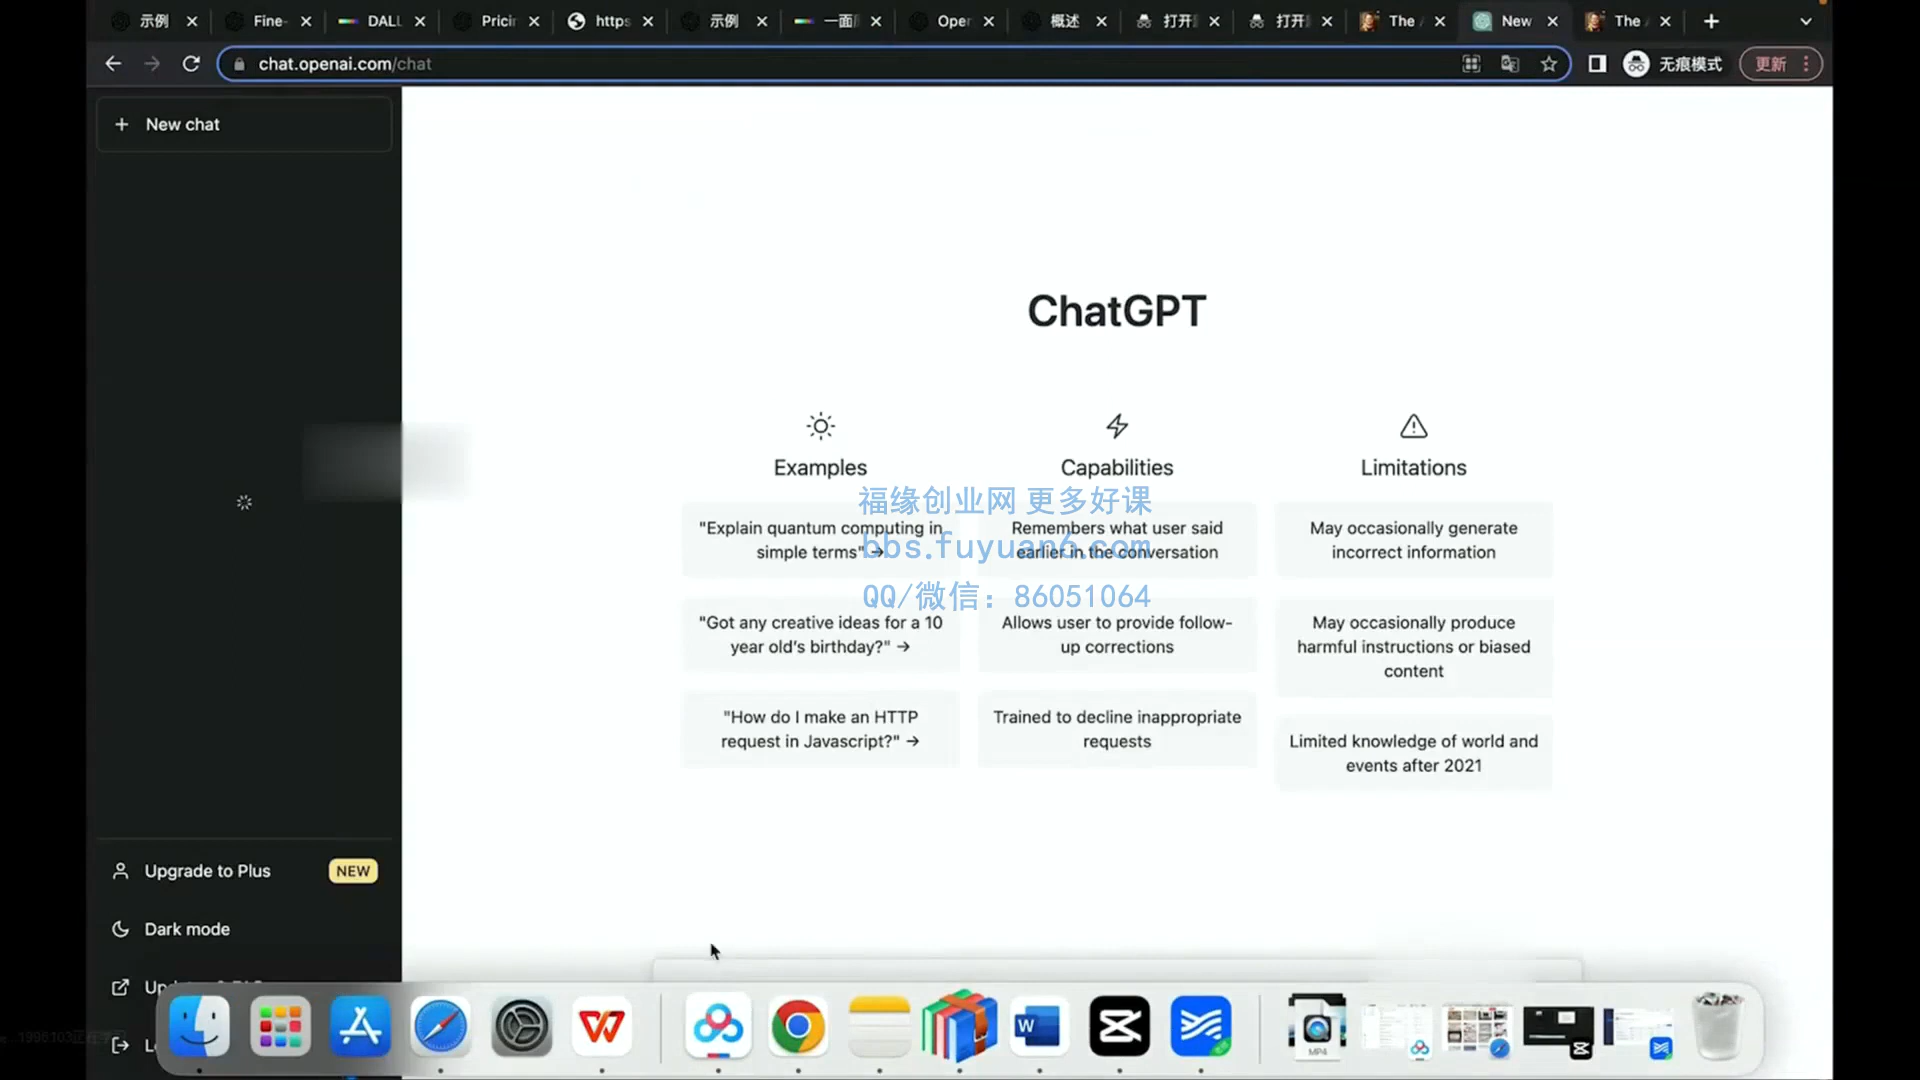 示例
Fine-
DALL
Pricin
https
示例
一面
Open
概述
打开
打开
The
New
The
chat.openai.com/chat
无痕模式
更新
New chat
ChatGPT
Examples
Capabilities
Limitations
福缘创业网 更多好课
"Explain quantum computing in
simple terms" →
Remembers what user said
earlier in the conversation
May occasionally generate
incorrect information
bbs.fuyuan6.com
QQ/微信: 86051064
"Got any creative ideas for a 10
year old's birthday?" →
Allows user to provide follow-
up corrections
May occasionally produce
harmful instructions or biased
content
"How do I make an HTTP
request in Javascript?" →
Trained to decline inappropriate
requests
Limited knowledge of world and
events after 2021
Upgrade to Plus
NEW
Dark mode
W
MP4